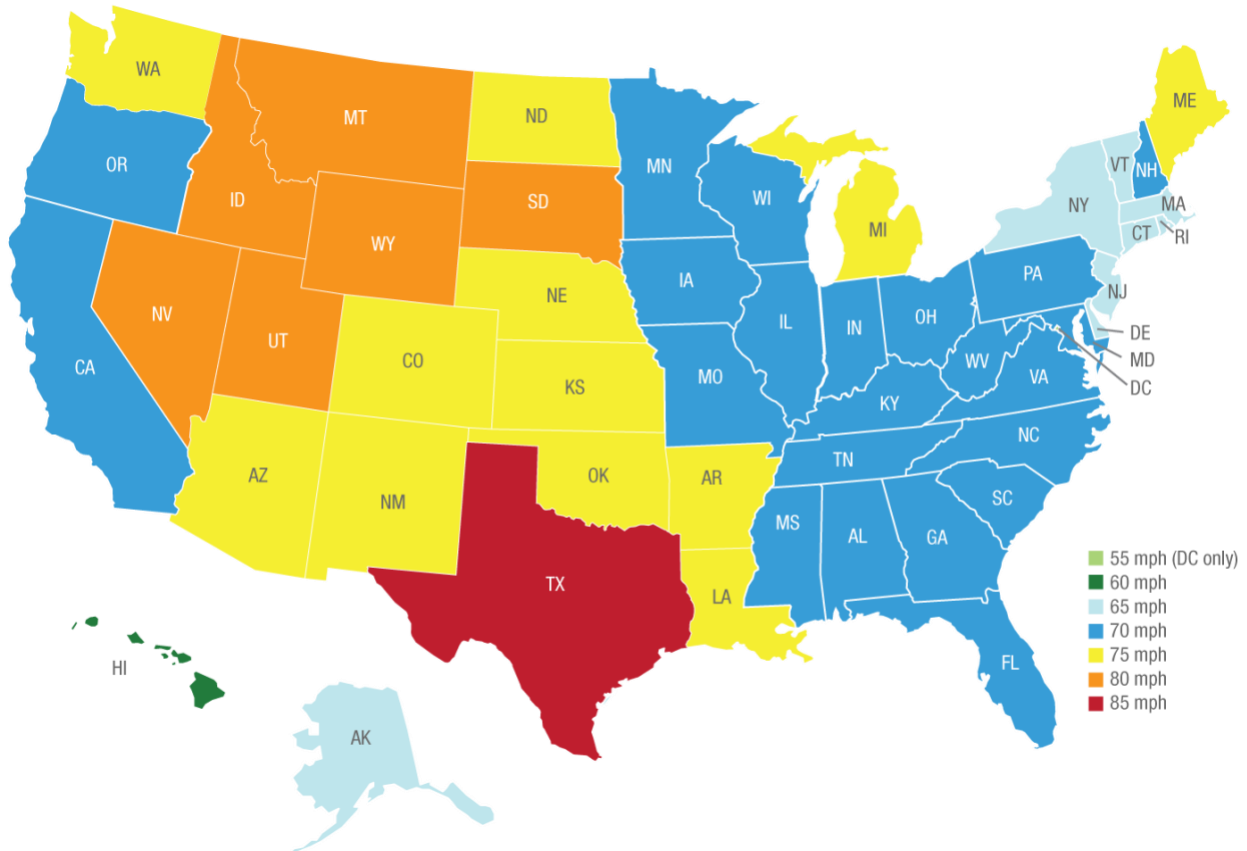 WA
MT
ND
ME
OR
MN
VT
NH
ID
SD
WI
NY
MA
WY
MI
CT
RI
PA
IA
NE
NJ
NV
IL
IN
OH
UT
DE
CO
MD
CA
WV
VA
MO
KS
DC
KY
NC
TN
AZ
OK
AR
NM
SC
MS
AL
GA
TX
LA
FL
HI
AK
55 mph (DC only)
60 mph
65 mph
70 mph
75 mph
80 mph
85 mph